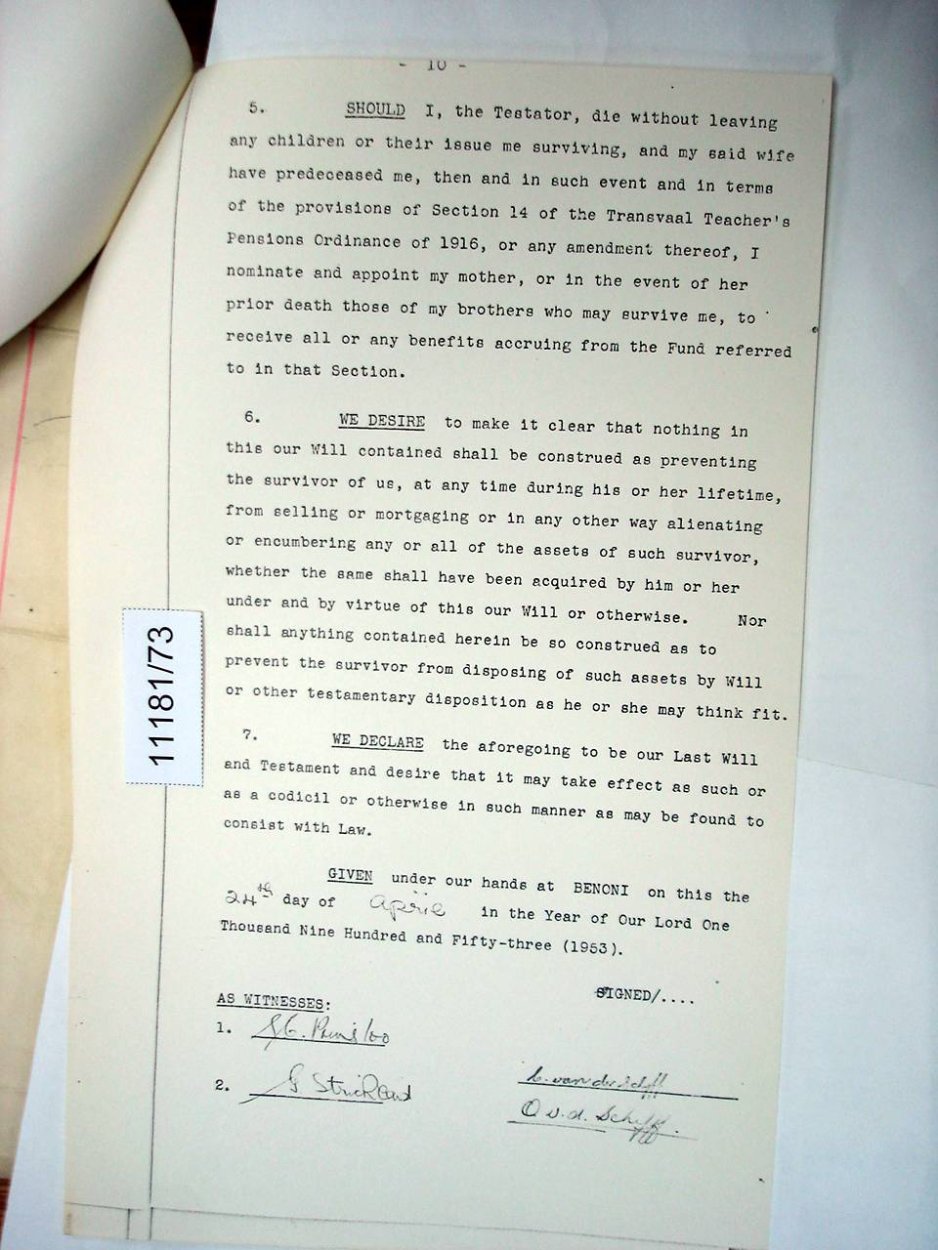 - 10 -
5. SHOULD I, the Testator, die without leaving
any children or their issue me surviving, and my said wife
have predeceased me, then and in such event and in terms
of the provisions of Section 14 of the Transvaal Teacher's
Pensions Ordinance of 1916, or any amendment thereof, I
nominate and appoint my mother, or in the event of her
prior death those of my brothers who may survive me, to
receive all or any benefits accruing from the Fund referred
to in that Section.
6. WE DESIRE to make it clear that nothing in
this our Will contained shall be construed as preventing
the survivor of us, at any time during his or her lifetime,
from selling or mortgaging or in any other way alienating
or encumbering any or all of the assets of such survivor,
whether the same shall have been acquired by him or her
under and by virtue of this our Will or otherwise. Nor
shall anything contained herein be so construed as to
prevent the survivor from disposing of such assets by Will
or other testamentary disposition as he or she may think fit.
11181/73
7. WE DECLARE the aforegoing to be our Last Will
and Testament and desire that it may take effect as such or
as a codicil or otherwise in such manner as may be found to
consist with Law.
GIVEN under our hands at BENONI on this the
24th day of April in the Year of Our Lord One
Thousand Nine Hundred and Fifty-three (1953).
SIGNED/....
AS WITNESSES:
1.
2. G Strickland
O v.d. Schijff.